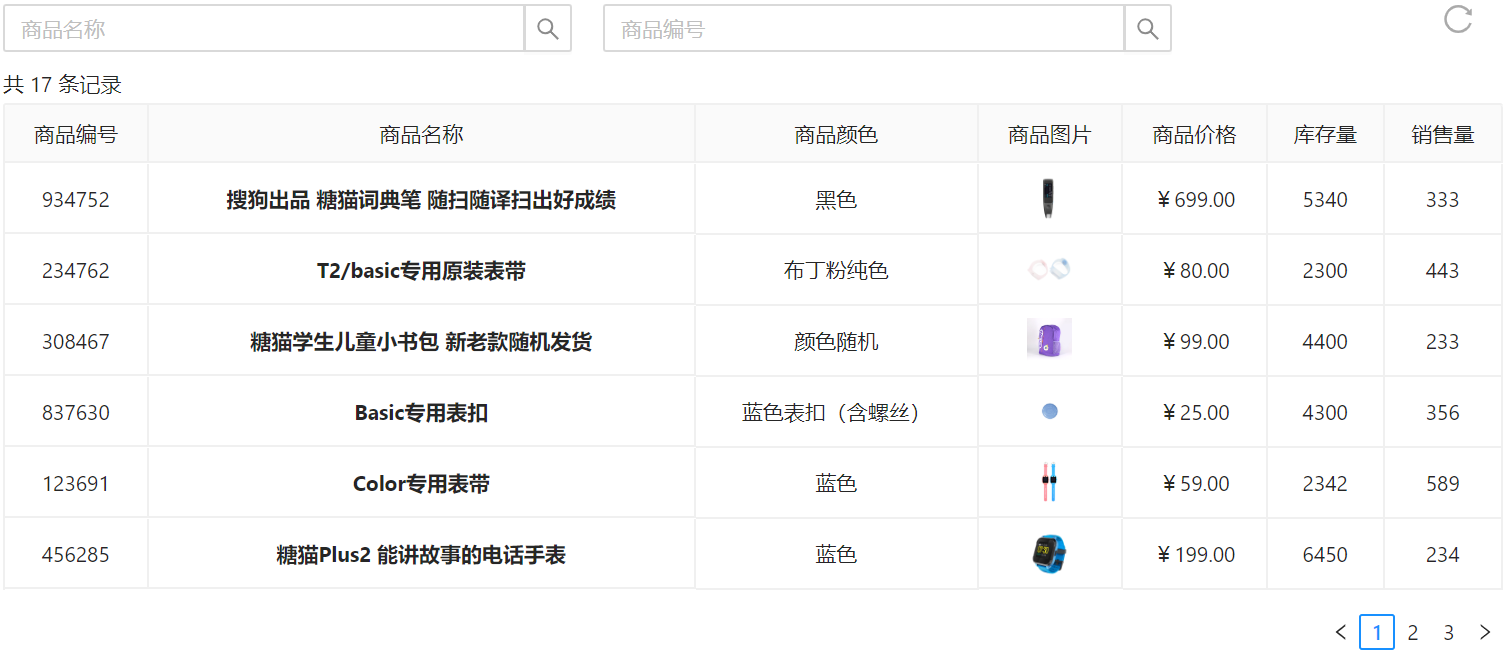 商品名称 商品编号
共 17 条记录
商品编号 商品名称 商品颜色 商品图片 商品价格 库存量 销售量
934752 搜狗出品 糖猫词典笔 随扫随译扫出好成绩 黑色 ¥ 699.00 5340 333
234762 T2/basic专用原装表带 布丁粉纯色 ¥ 80.00 2300 443
308467 糖猫学生儿童小书包 新老款随机发货 颜色随机 ¥ 99.00 4400 233
837630 Basic专用表扣 蓝色表扣（含螺丝） ¥ 25.00 4300 356
123691 Color专用表带 蓝色 ¥ 59.00 2342 589
456285 糖猫Plus2 能讲故事的电话手表 蓝色 ¥ 199.00 6450 234
< 1 2 3 >